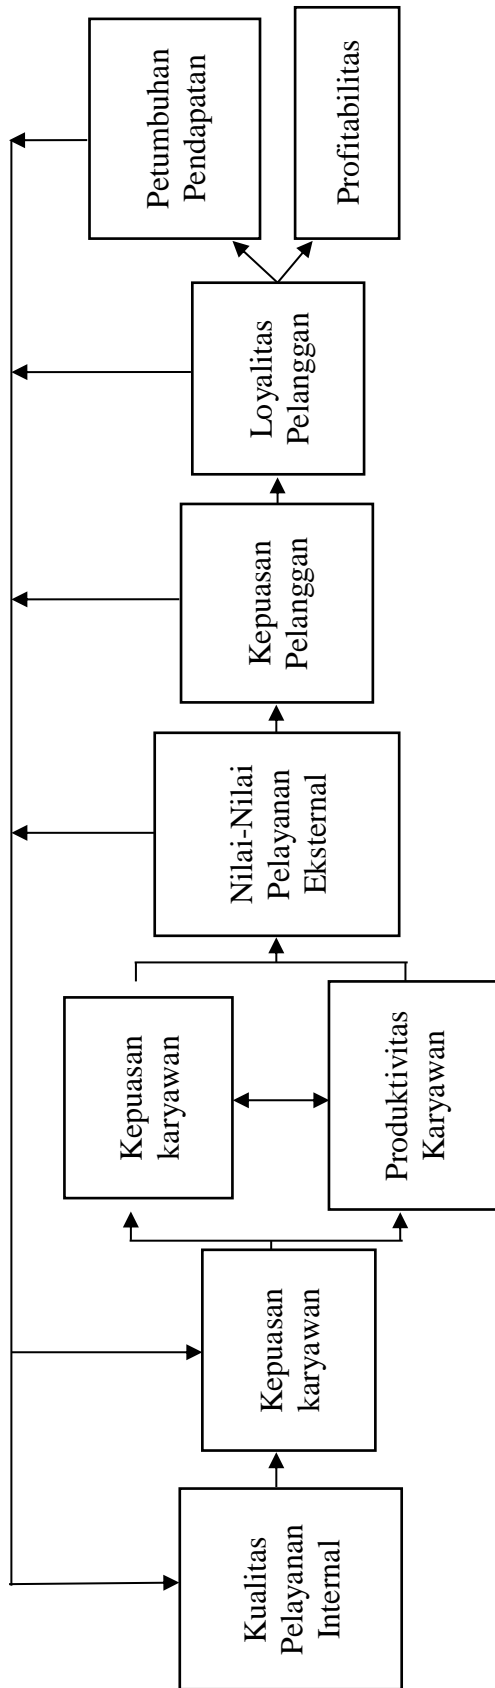 Kualitas
Pelayanan
Internal
Kepuasan
karyawan
Kepuasan
karyawan
Produktivitas
Karyawan
Nilai-Nilai
Pelayanan
Eksternal
Kepuasan
Pelanggan
Loyalitas
Pelanggan
Petumbuhan
Pendapatan
Profitabilitas